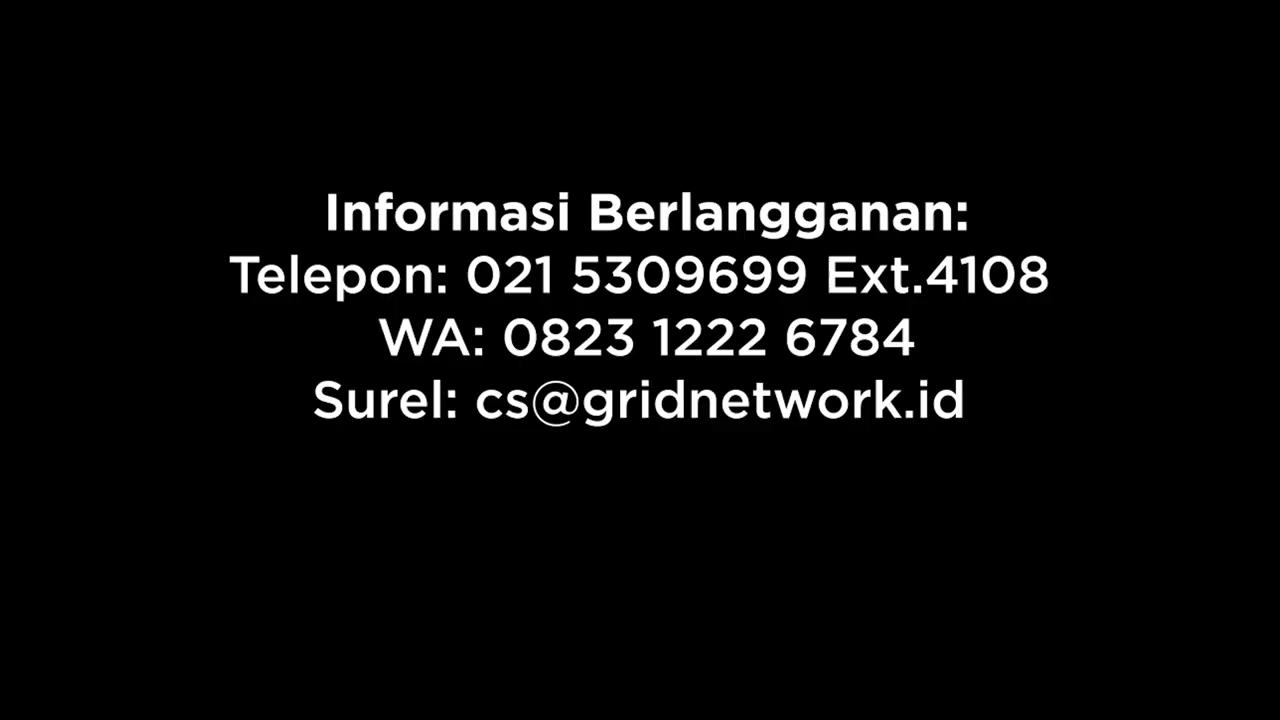 Informasi Berlangganan:
Telepon: 021 5309699 Ext.4108
WA: 0823 1222 6784
Surel: cs@gridnetwork.id